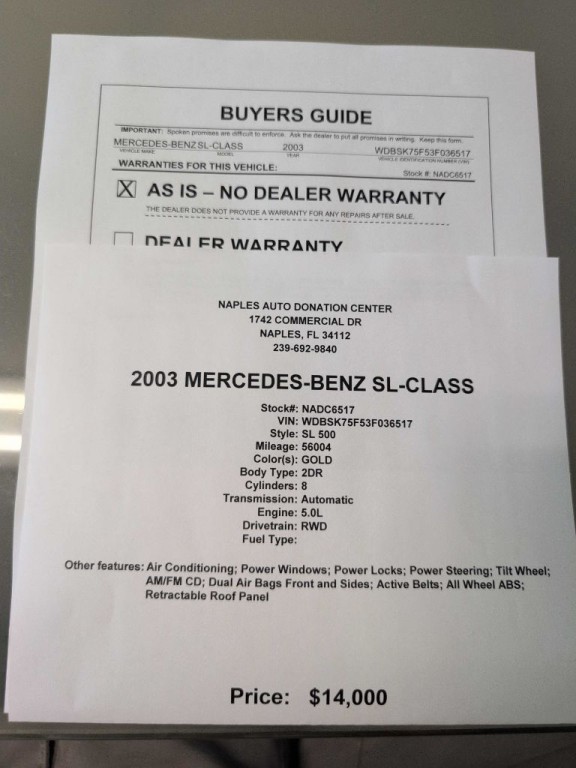 BUYERS GUIDE
IMPORTANT: Spoken promises are difficult to enforce. Ask the dealer to put all promises in writing. Keep this form.
MERCEDES-BENZ SL-CLASS 2003 WDBSK75F53F036517
VEHICLE MAKE MODEL YEAR VEHICLE IDENTIFICATION NUMBER (VIN)
WARRANTIES FOR THIS VEHICLE: Stock #: NADC6517
X AS IS – NO DEALER WARRANTY
THE DEALER DOES NOT PROVIDE A WARRANTY FOR ANY REPAIRS AFTER SALE.
DEALER WARRANTY
NAPLES AUTO DONATION CENTER
1742 COMMERCIAL DR
NAPLES, FL 34112
239-692-9840
2003 MERCEDES-BENZ SL-CLASS
Stock#: NADC6517
VIN: WDBSK75F53F036517
Style: SL 500
Mileage: 56004
Color(s): GOLD
Body Type: 2DR
Cylinders: 8
Transmission: Automatic
Engine: 5.0L
Drivetrain: RWD
Fuel Type:
Other features: Air Conditioning; Power Windows; Power Locks; Power Steering; Tilt Wheel;
AM/FM CD; Dual Air Bags Front and Sides; Active Belts; All Wheel ABS;
Retractable Roof Panel
Price: $14,000